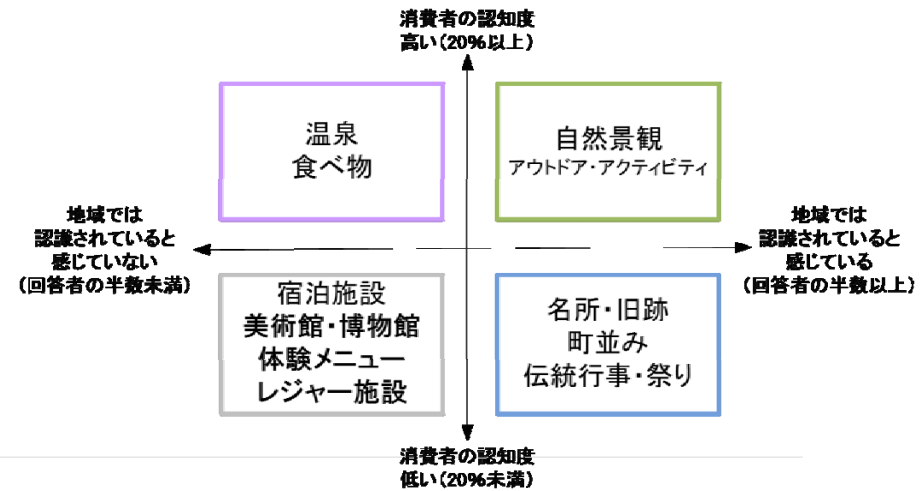 消費者の認知度
高い(20%以上)
温泉
食べ物
自然景観
アウトドア・アクティビティ
地域では
認識されていると
感じていない
(回答者の半数未満)
地域では
認識されていると
感じている
(回答者の半数以上)
宿泊施設
美術館・博物館
体験メニュー
レジャー施設
名所・旧跡
町並み
伝統行事・祭り
消費者の認知度
低い(20%未満)